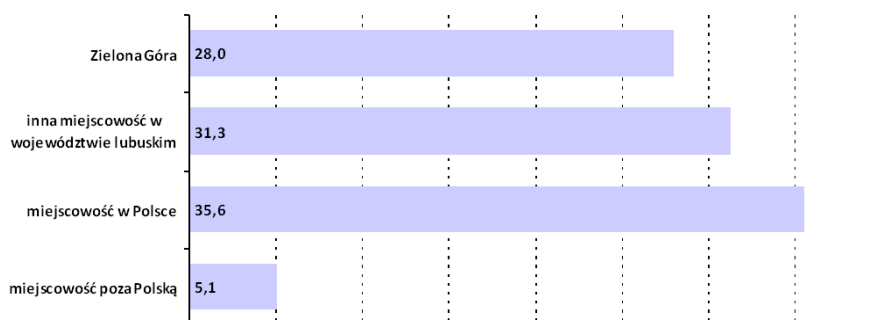 Zielona Góra
28,0
inna miejscowość w
województwie lubuskim
31,3
miejscowość w Polsce
35,6
miejscowość poza Polską
5,1